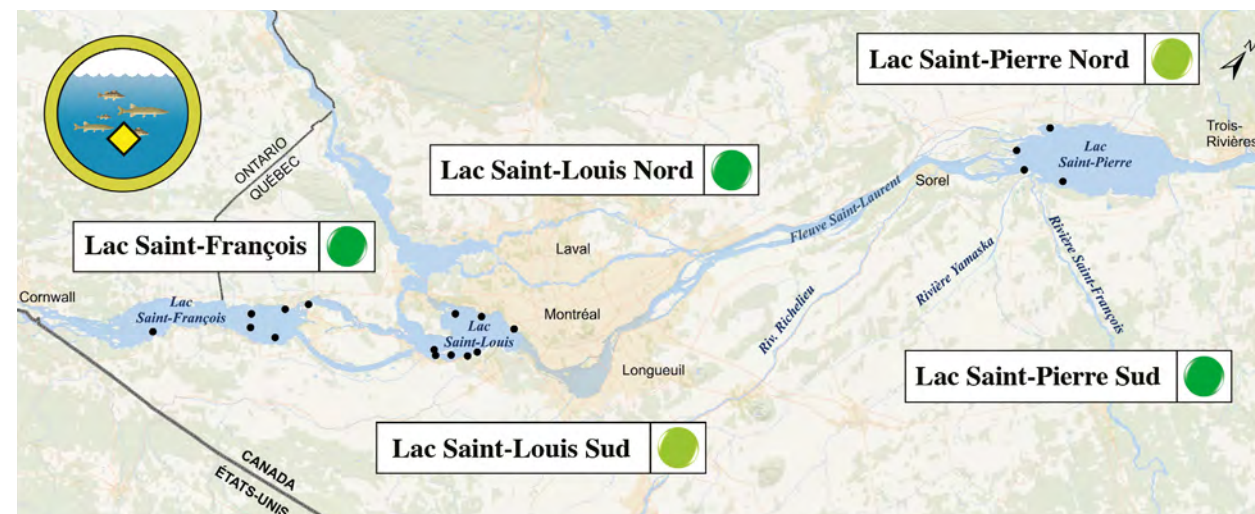 Lac Saint-Pierre Nord
N
Trois-
Rivières
Lac
Saint-Pierre
ONTARIO
QUÉBEC
Lac Saint-Louis Nord
Sorel
Fleuve Saint-Laurent
Lac Saint-François
Laval
Rivière Yamaska
Rivière Saint-François
Cornwall
Lac
Saint-François
Montréal
Lac
Saint-Louis
Riv. Richelieu
Longueuil
Lac Saint-Pierre Sud
Lac Saint-Louis Sud
CANADA
ÉTATS-UNIS